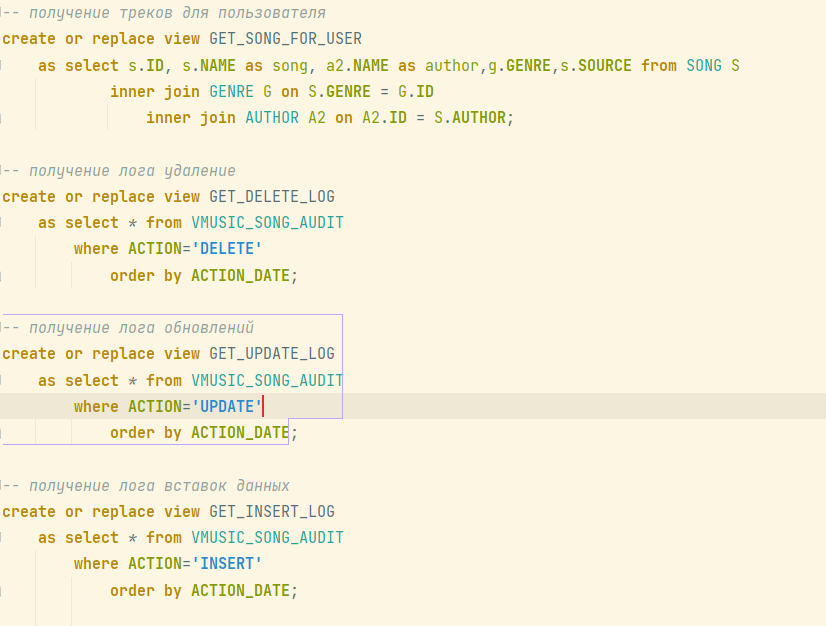 -- получение треков для пользователя
create or replace view GET_SONG_FOR_USER
as select s.ID, s.NAME as song, a2.NAME as author,g.GENRE,s.SOURCE from SONG S
inner join GENRE G on S.GENRE = G.ID
inner join AUTHOR A2 on A2.ID = S.AUTHOR;
-- получение лога удаление
create or replace view GET_DELETE_LOG
as select * from VMUSIC_SONG_AUDIT
where ACTION='DELETE'
order by ACTION_DATE;
-- получение лога обновлений
create or replace view GET_UPDATE_LOG
as select * from VMUSIC_SONG_AUDIT
where ACTION='UPDATE'
order by ACTION_DATE;
-- получение лога вставок данных
create or replace view GET_INSERT_LOG
as select * from VMUSIC_SONG_AUDIT
where ACTION='INSERT'
order by ACTION_DATE;